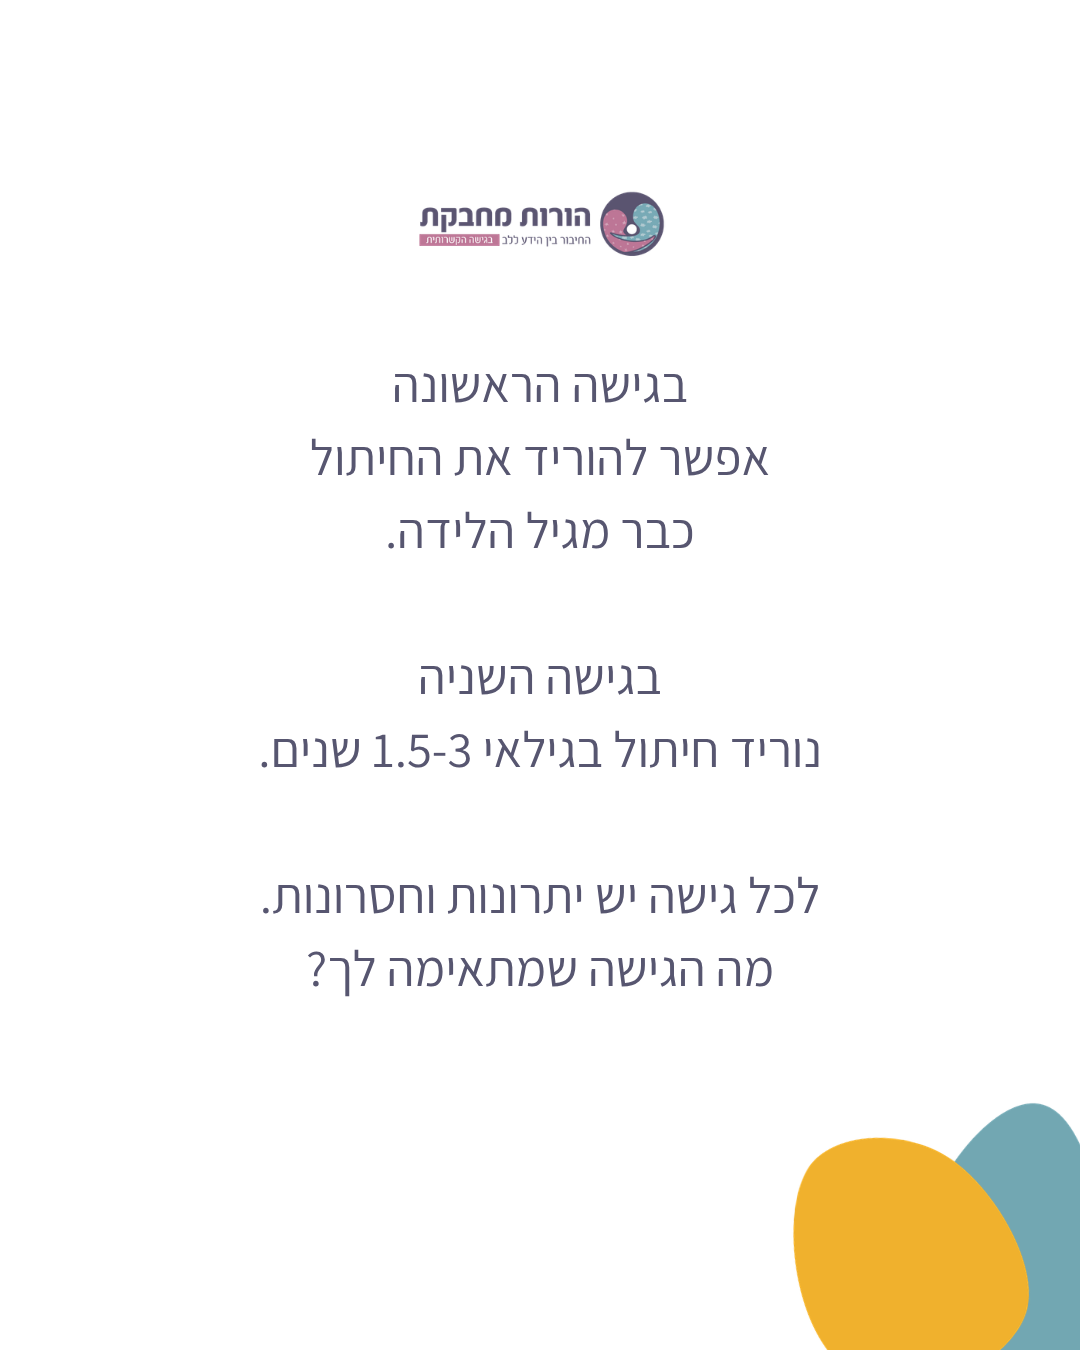 הורות מחבקת
החיבור בין הידע ללב בגישה הקשרותית
בגישה הראשונה
אפשר להוריד את החיתול
כבר מגיל הלידה.
בגישה השניה
נוריד חיתול בגילאי 1.5-3 שנים.
לכל גישה יש יתרונות וחסרונות.
מה הגישה שמתאימה לך?